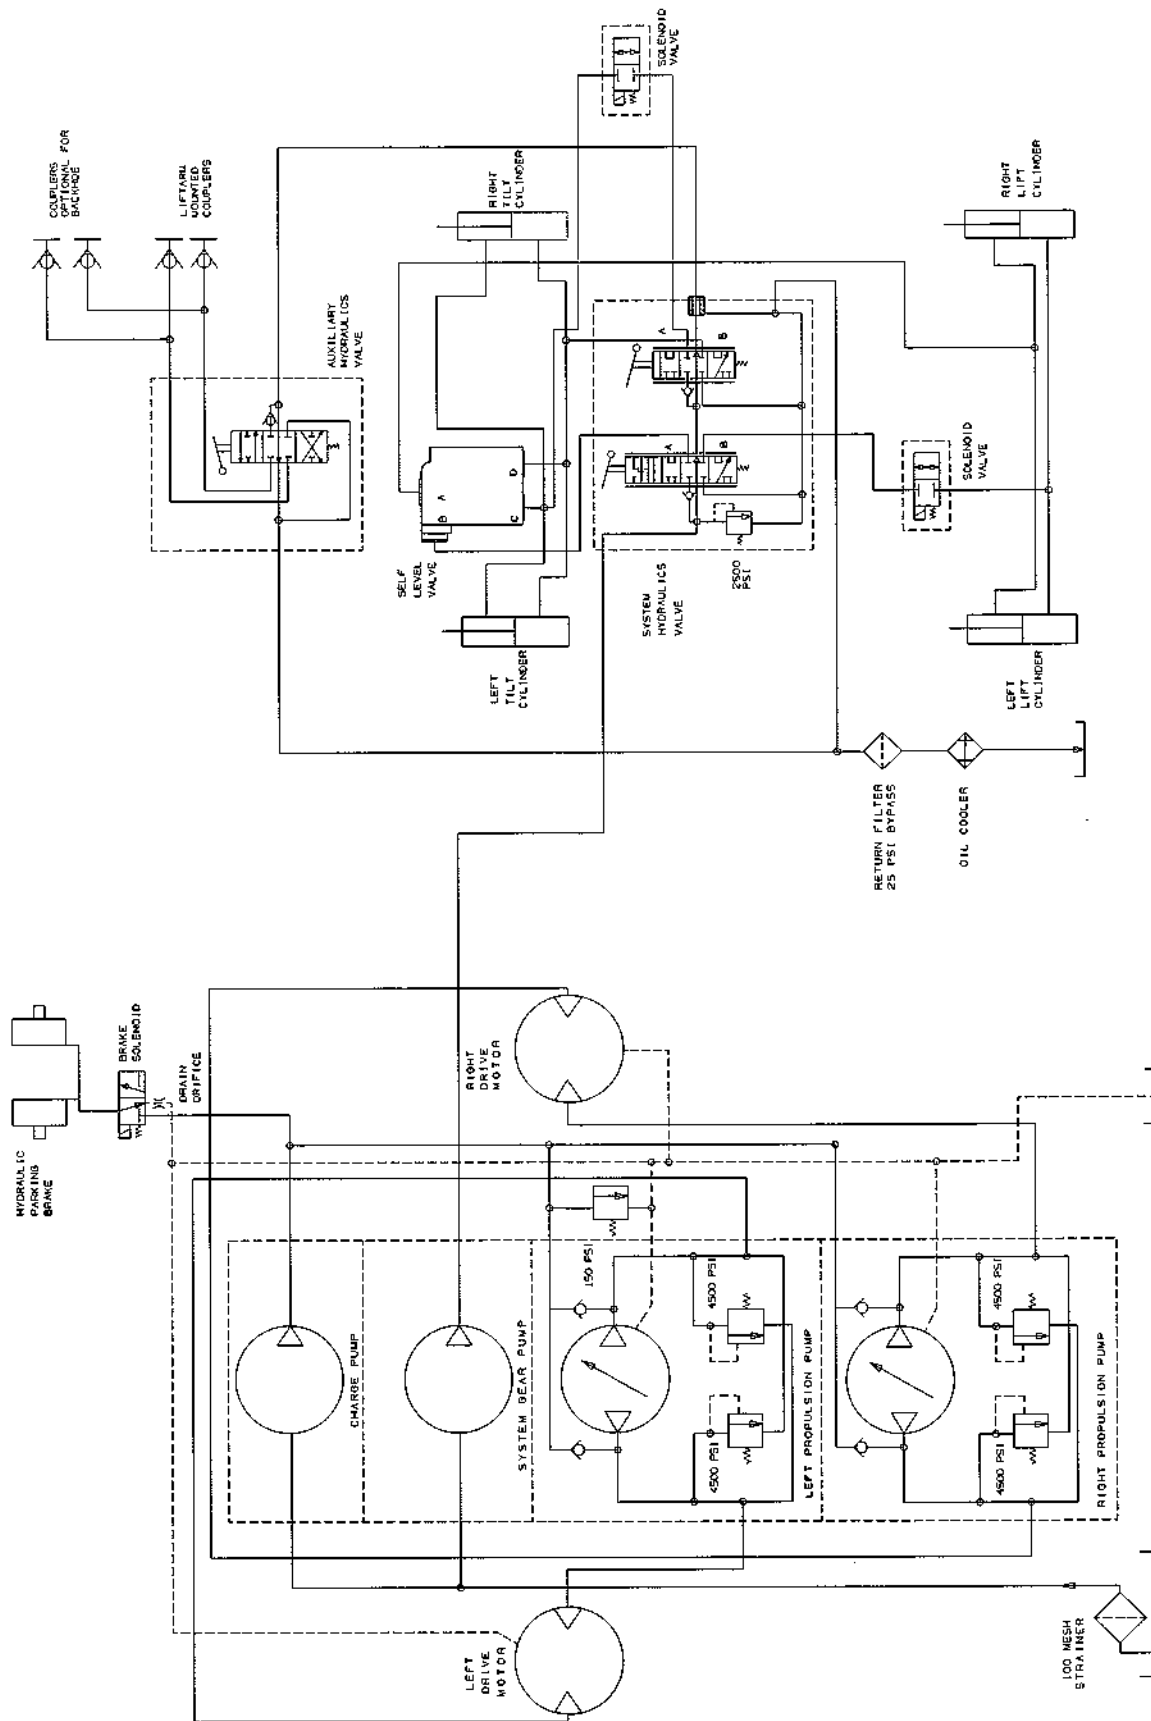 HYDRAULIC
PARKING
BRAKE
BRAKE
SOLENOID
DRAIN
ORIFICE
COUPLERS
OPTIONAL FOR
BACKHOE
LIFTARM
MOUNTED
COUPLERS
AUXILIARY
HYDRAULICS
VALVE
SOLENOID
VALVE
RIGHT
TILT
CYLINDER
SELF
LEVEL
VALVE
B
A
C
D
LEFT
TILT
CYLINDER
SYSTEM
HYDRAULICS
VALVE
A
B
A
B
2500
PSI
SOLENOID
VALVE
RIGHT
LIFT
CYLINDER
LEFT
LIFT
CYLINDER
RETURN FILTER
25 PSI BYPASS
OIL COOLER
RIGHT
DRIVE
MOTOR
CHARGE PUMP
SYSTEM GEAR PUMP
150 PSI
4500 PSI
4500 PSI
LEFT PROPULSION PUMP
4500 PSI
4500 PSI
RIGHT PROPULSION PUMP
LEFT
DRIVE
MOTOR
100 MESH
STRAINER